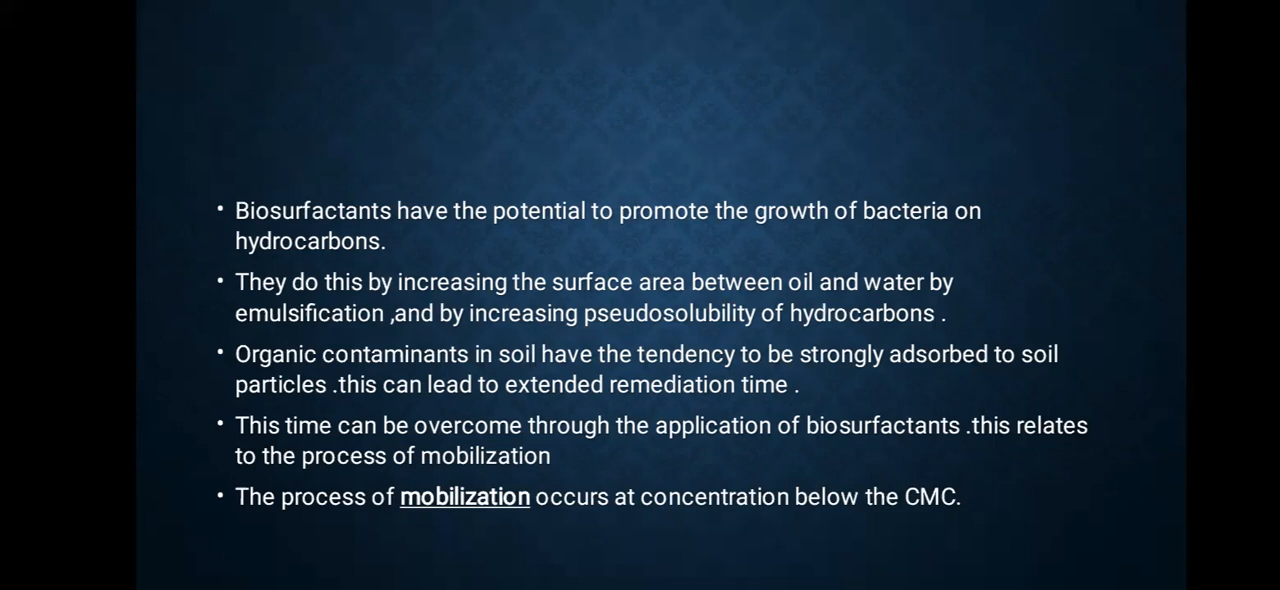 • Biosurfactants have the potential to promote the growth of bacteria on
hydrocarbons.
• They do this by increasing the surface area between oil and water by
emulsification ,and by increasing pseudosolubility of hydrocarbons .
• Organic contaminants in soil have the tendency to be strongly adsorbed to soil
particles .this can lead to extended remediation time .
• This time can be overcome through the application of biosurfactants .this relates
to the process of mobilization
• The process of mobilization occurs at concentration below the CMC.